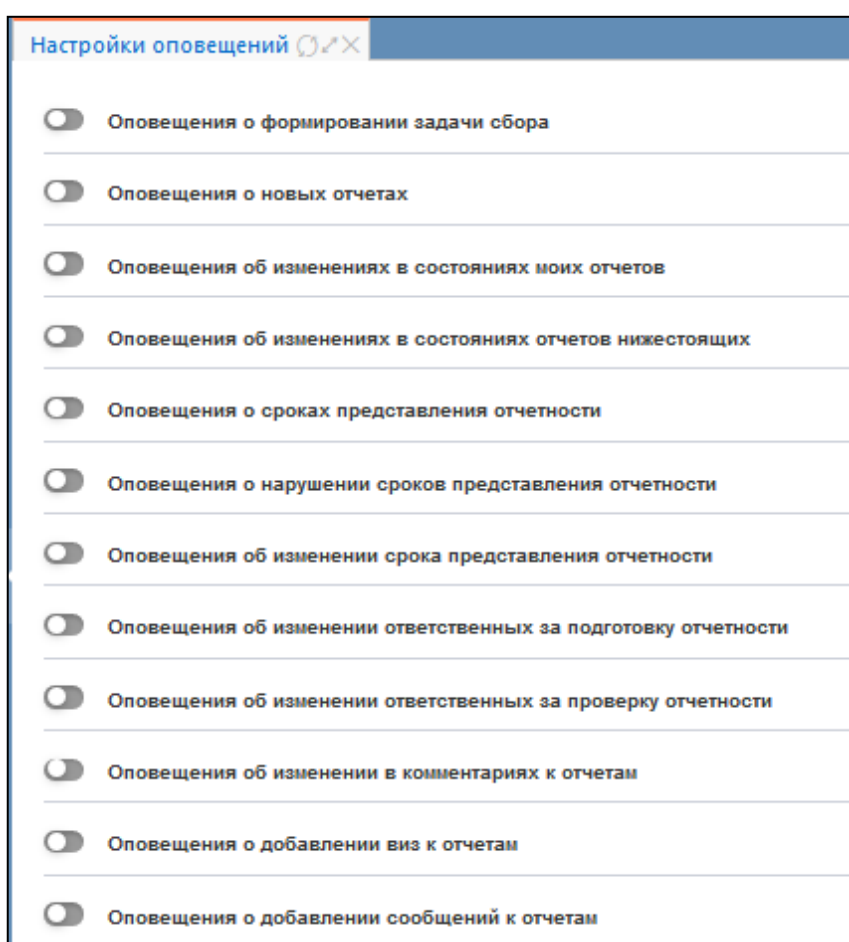 Настройки оповещений
Оповещения о формировании задачи сбора
Оповещения о новых отчетах
Оповещения об изменениях в состояниях моих отчетов
Оповещения об изменениях в состояниях отчетов нижестоящих
Оповещения о сроках представления отчетности
Оповещения о нарушении сроков представления отчетности
Оповещения об изменении срока представления отчетности
Оповещения об изменении ответственных за подготовку отчетности
Оповещения об изменении ответственных за проверку отчетности
Оповещения об изменении в комментариях к отчетам
Оповещения о добавлении виз к отчетам
Оповещения о добавлении сообщений к отчетам